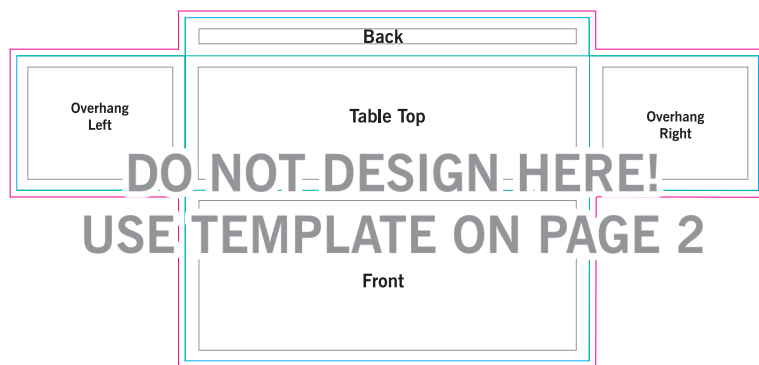 Back
Overhang
Left
Table Top
Overhang
Right
DO NOT DESIGN HERE!
USE TEMPLATE ON PAGE 2
Front